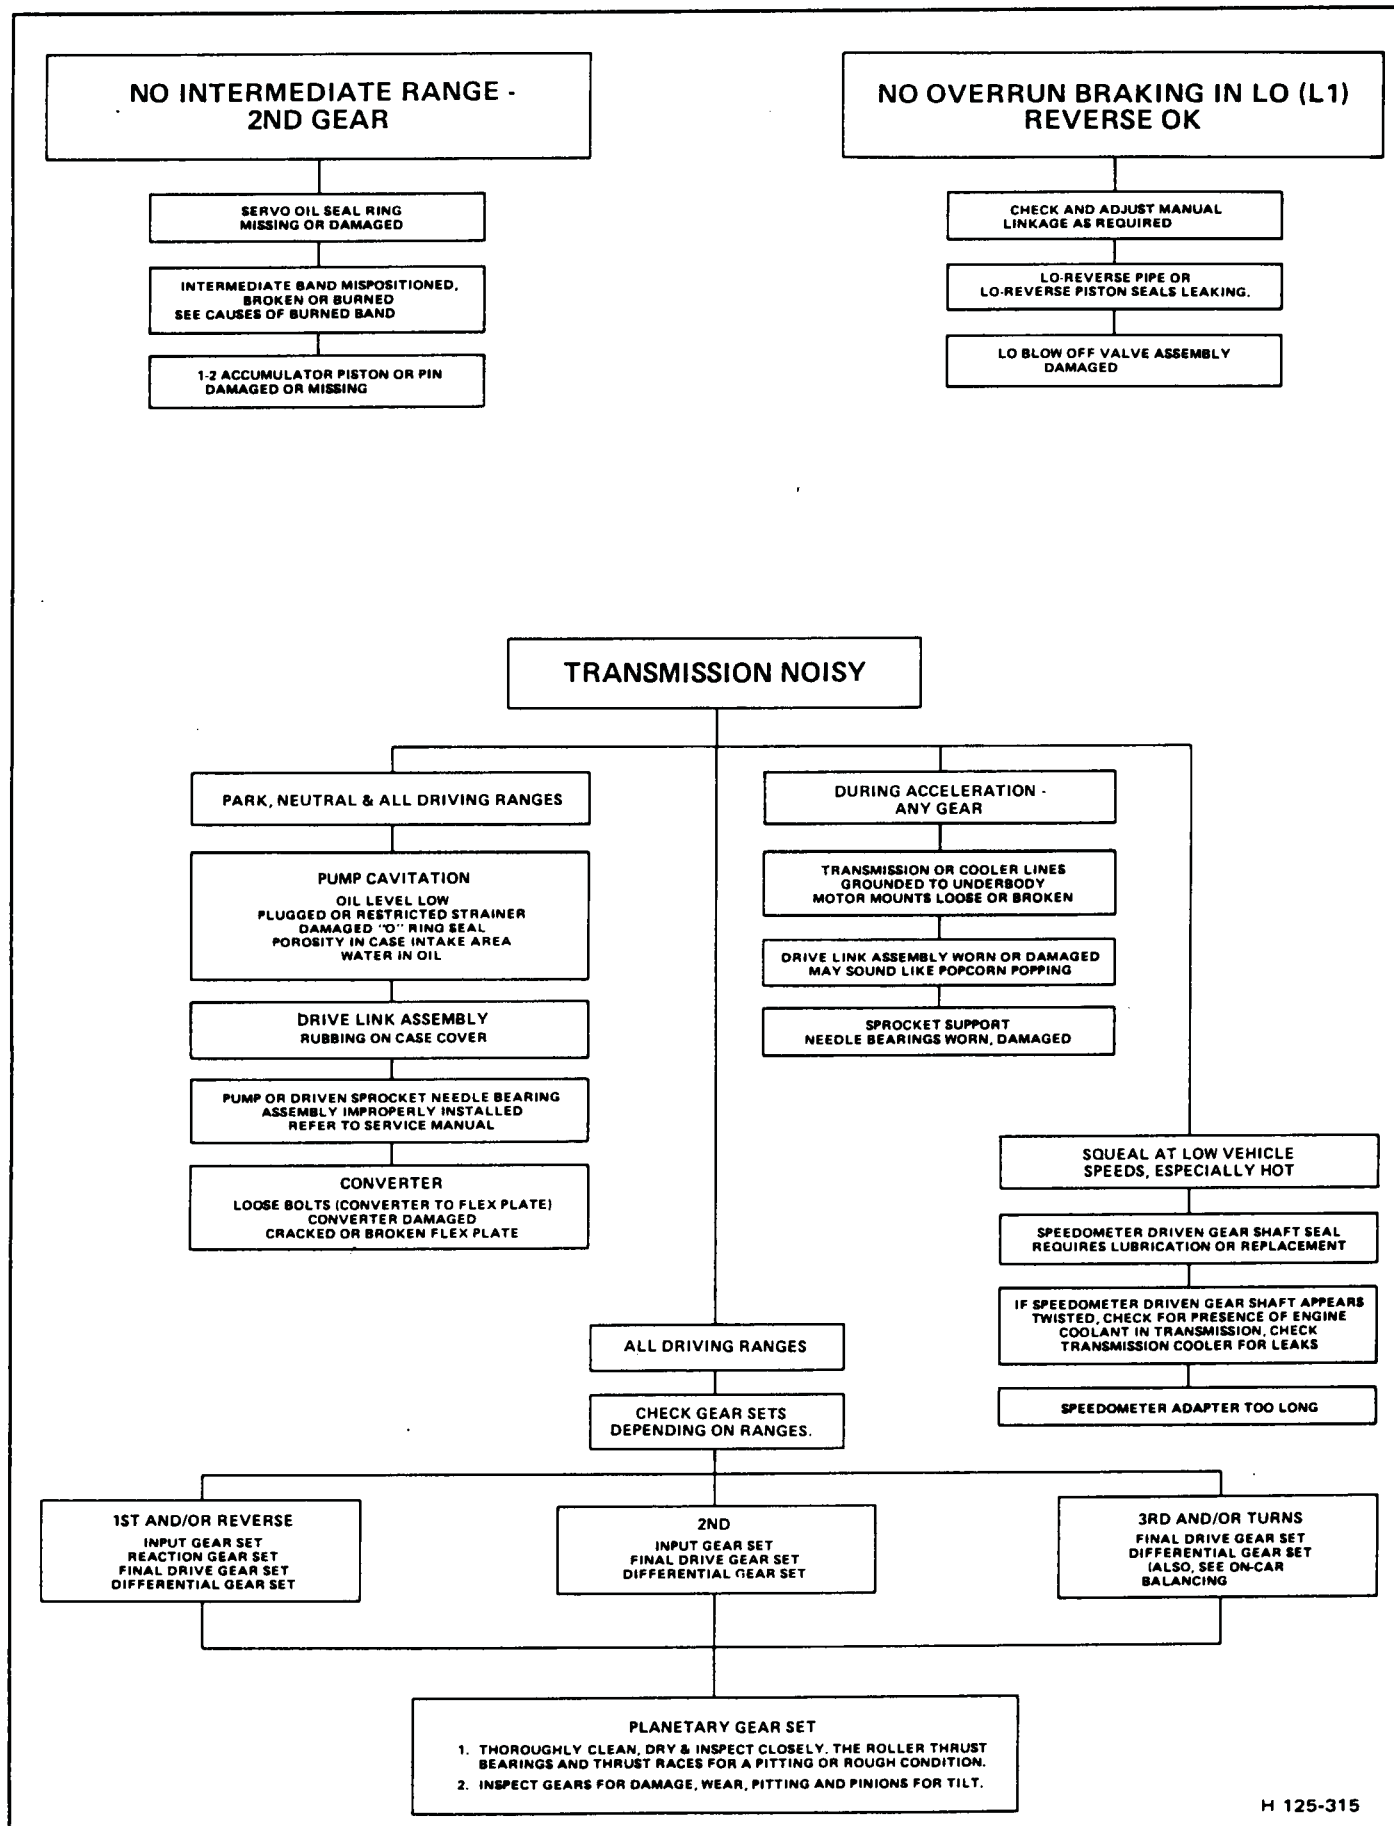 NO INTERMEDIATE RANGE -
2ND GEAR
SERVO OIL SEAL RING
MISSING OR DAMAGED
INTERMEDIATE BAND MISPOSITIONED,
BROKEN OR BURNED
SEE CAUSES OF BURNED BAND
1-2 ACCUMULATOR PISTON OR PIN
DAMAGED OR MISSING
NO OVERRUN BRAKING IN LO (L1)
REVERSE OK
CHECK AND ADJUST MANUAL
LINKAGE AS REQUIRED
LO-REVERSE PIPE OR
LO-REVERSE PISTON SEALS LEAKING.
LO BLOW OFF VALVE ASSEMBLY
DAMAGED
TRANSMISSION NOISY
PARK, NEUTRAL & ALL DRIVING RANGES
PUMP CAVITATION
OIL LEVEL LOW
PLUGGED OR RESTRICTED STRAINER
DAMAGED "O" RING SEAL
POROSITY IN CASE INTAKE AREA
WATER IN OIL
DRIVE LINK ASSEMBLY
RUBBING ON CASE COVER
PUMP OR DRIVEN SPROCKET NEEDLE BEARING
ASSEMBLY IMPROPERLY INSTALLED
REFER TO SERVICE MANUAL
CONVERTER
LOOSE BOLTS (CONVERTER TO FLEX PLATE)
CONVERTER DAMAGED
CRACKED OR BROKEN FLEX PLATE
DURING ACCELERATION -
ANY GEAR
TRANSMISSION OR COOLER LINES
GROUNDED TO UNDERBODY
MOTOR MOUNTS LOOSE OR BROKEN
DRIVE LINK ASSEMBLY WORN OR DAMAGED
MAY SOUND LIKE POPCORN POPPING
SPROCKET SUPPORT
NEEDLE BEARINGS WORN, DAMAGED
SQUEAL AT LOW VEHICLE
SPEEDS, ESPECIALLY HOT
SPEEDOMETER DRIVEN GEAR SHAFT SEAL
REQUIRES LUBRICATION OR REPLACEMENT
IF SPEEDOMETER DRIVEN GEAR SHAFT APPEARS
TWISTED, CHECK FOR PRESENCE OF ENGINE
COOLANT IN TRANSMISSION, CHECK
TRANSMISSION COOLER FOR LEAKS
SPEEDOMETER ADAPTER TOO LONG
ALL DRIVING RANGES
CHECK GEAR SETS
DEPENDING ON RANGES.
1ST AND/OR REVERSE
INPUT GEAR SET
REACTION GEAR SET
FINAL DRIVE GEAR SET
DIFFERENTIAL GEAR SET
2ND
INPUT GEAR SET
FINAL DRIVE GEAR SET
DIFFERENTIAL GEAR SET
3RD AND/OR TURNS
FINAL DRIVE GEAR SET
DIFFERENTIAL GEAR SET
(ALSO, SEE ON-CAR
BALANCING
PLANETARY GEAR SET
1. THOROUGHLY CLEAN, DRY & INSPECT CLOSELY. THE ROLLER THRUST
BEARINGS AND THRUST RACES FOR A PITTING OR ROUGH CONDITION.
2. INSPECT GEARS FOR DAMAGE, WEAR, PITTING AND PINIONS FOR TILT.
H 125-315